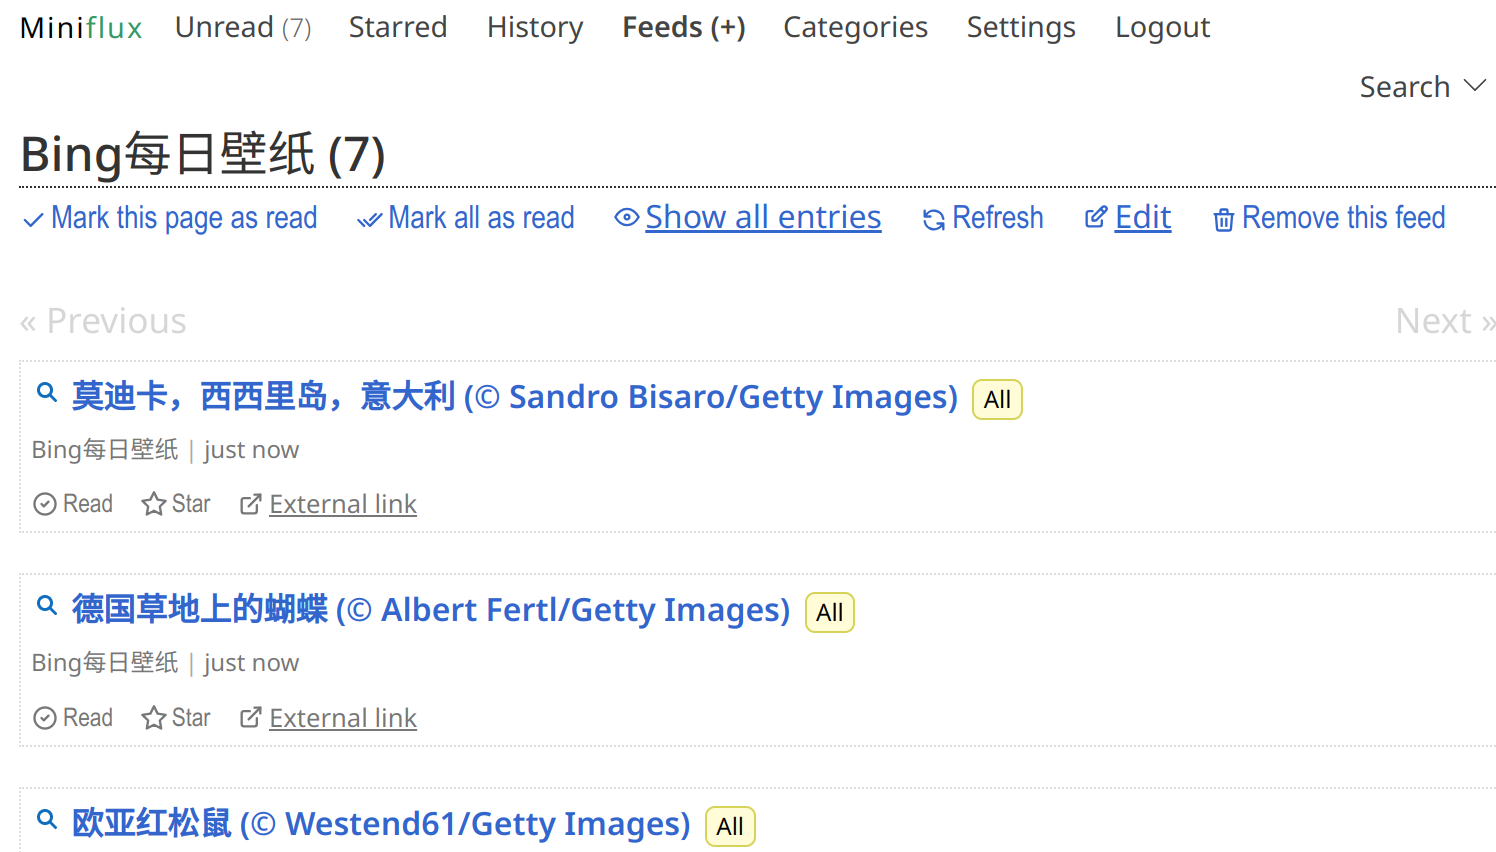 Miniflux Unread (7) Starred History Feeds (+) Categories Settings Logout
Search
Bing每日壁纸 (7)
Mark this page as read Mark all as read Show all entries Refresh Edit Remove this feed
« Previous Next »
莫迪卡，西西里岛，意大利 (© Sandro Bisaro/Getty Images) All
Bing每日壁纸 | just now
Read Star External link
德国草地上的蝴蝶 (© Albert Fertl/Getty Images) All
Bing每日壁纸 | just now
Read Star External link
欧亚红松鼠 (© Westend61/Getty Images) All